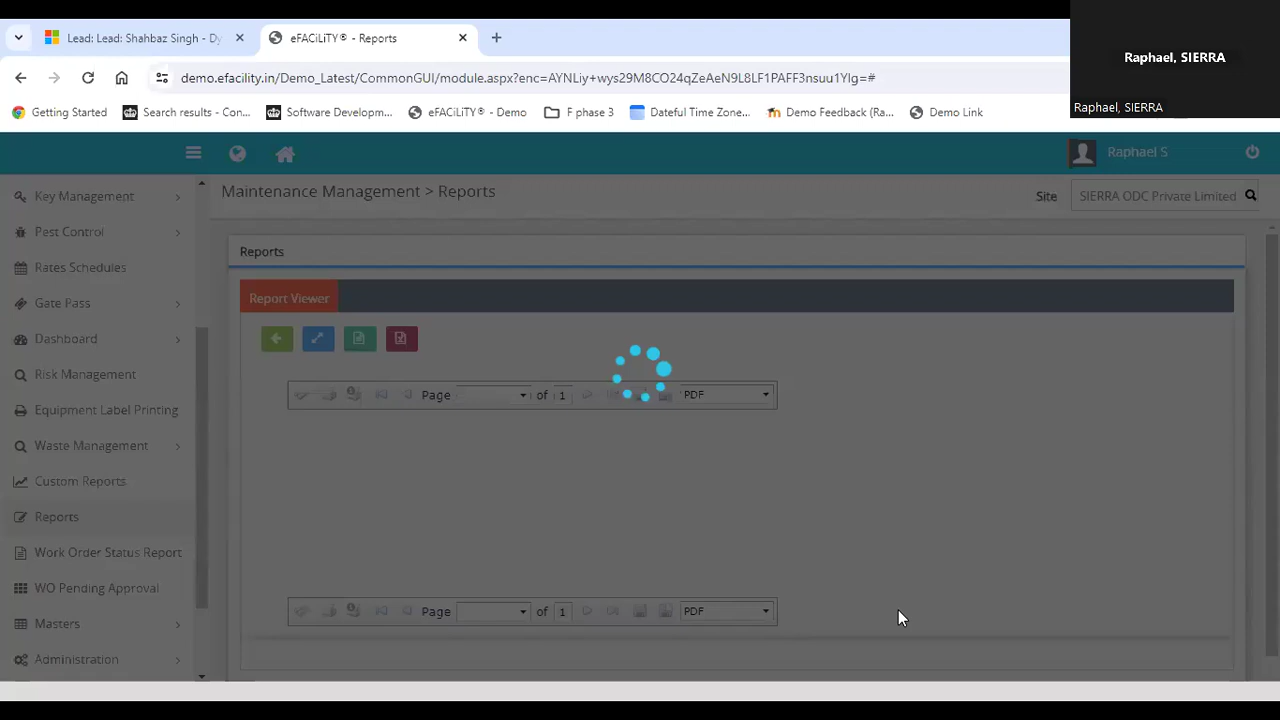 Lead: Lead: Shahbaz Singh - Dy
eFACiLiTY® - Reports
Raphael, SIERRA
Raphael, SIERRA
demo.efacility.in/Demo_Latest/CommonGUI/module.aspx?enc=AYNLiy+wys29M8CO24qZeAeN9L8LF1PAFF3nsuu1YIg=#
Getting Started
Search results - Con...
Software Developm...
eFACiLiTY® - Demo
F phase 3
Dateful Time Zone...
Demo Feedback (Ra...
Demo Link
Raphael S
Maintenance Management > Reports
Site
SIERRA ODC Private Limited
Key Management
Pest Control
Rates Schedules
Gate Pass
Dashboard
Risk Management
Equipment Label Printing
Waste Management
Custom Reports
Reports
Work Order Status Report
WO Pending Approval
Masters
Administration
Reports
Report Viewer
Page of 1 PDF
Page of 1 PDF